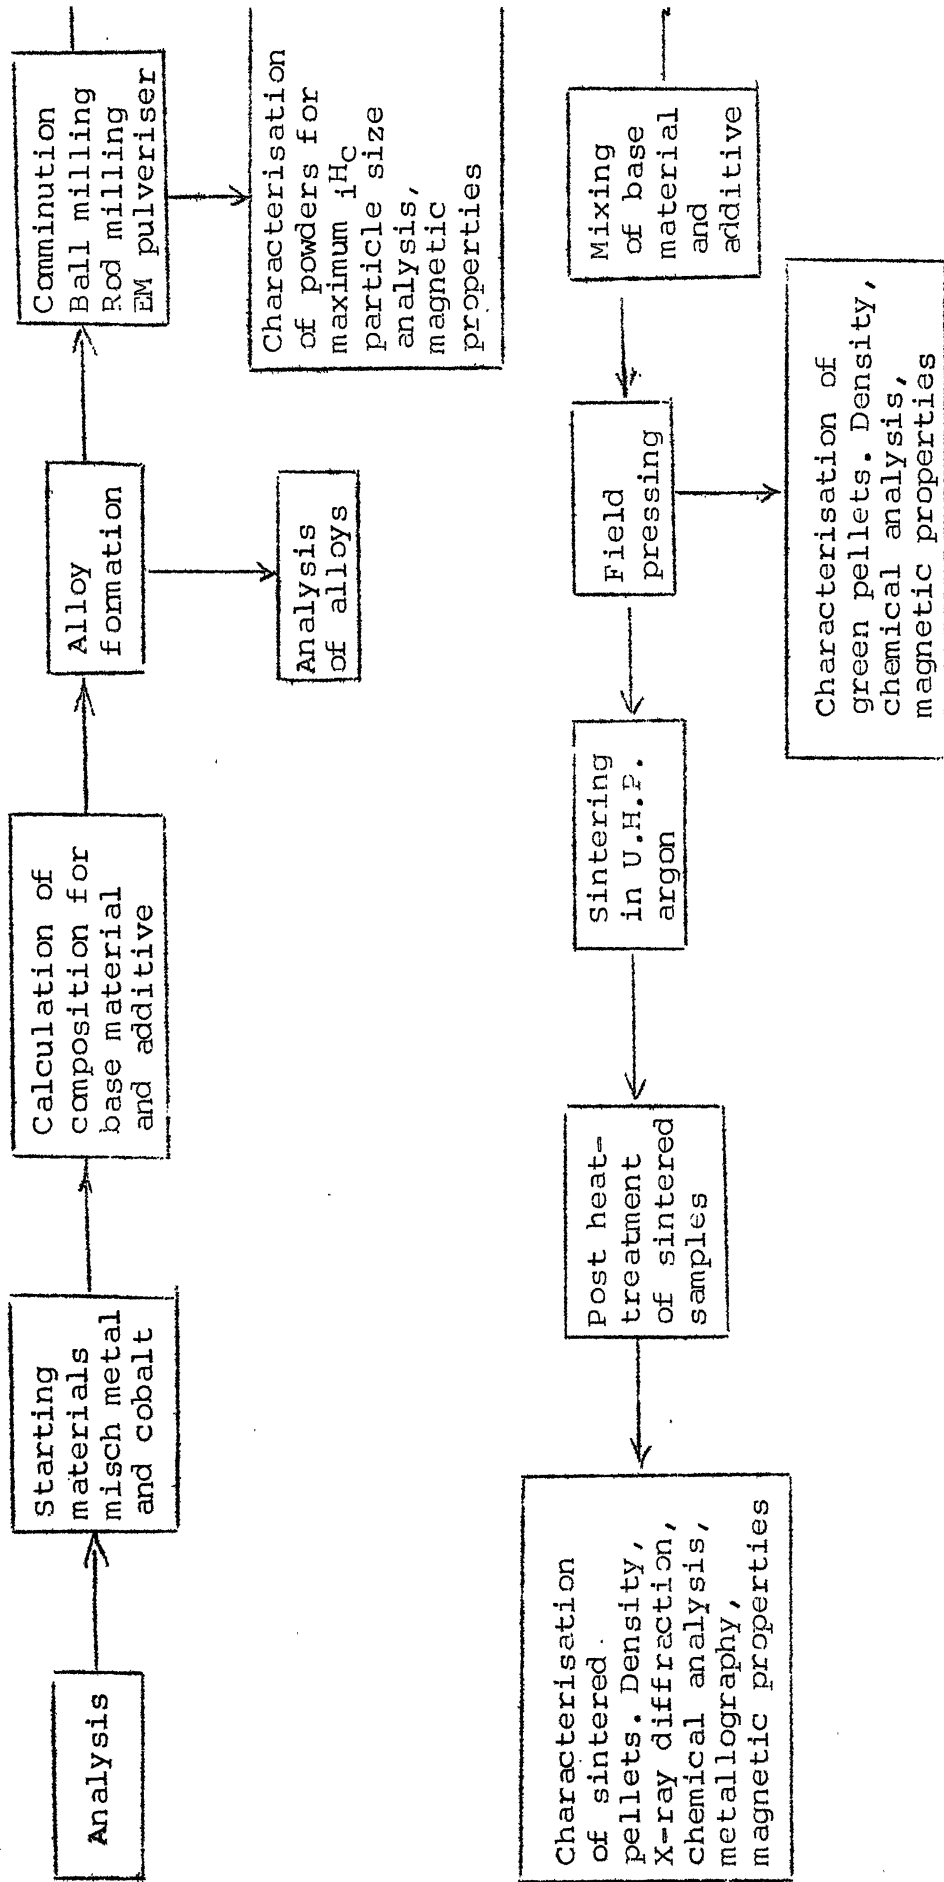 Analysis
Starting
materials
misch metal
and cobalt
Calculation of
composition for
base material
and additive
Alloy
formation
Analysis
of alloys
Comminution
Ball milling
Rod milling
EM pulveriser
Characterisation
of powders for
maximum iHc
particle size
analysis,
magnetic
properties
Mixing
of base
material
and
additive
Field
pressing
Characterisation of
green pellets. Density,
chemical analysis,
magnetic properties
Sintering
in U.H.P.
argon
Post heat-
treatment
of sintered
samples
Characterisation
of sintered
pellets. Density,
X-ray diffraction,
chemical analysis,
metallography,
magnetic properties